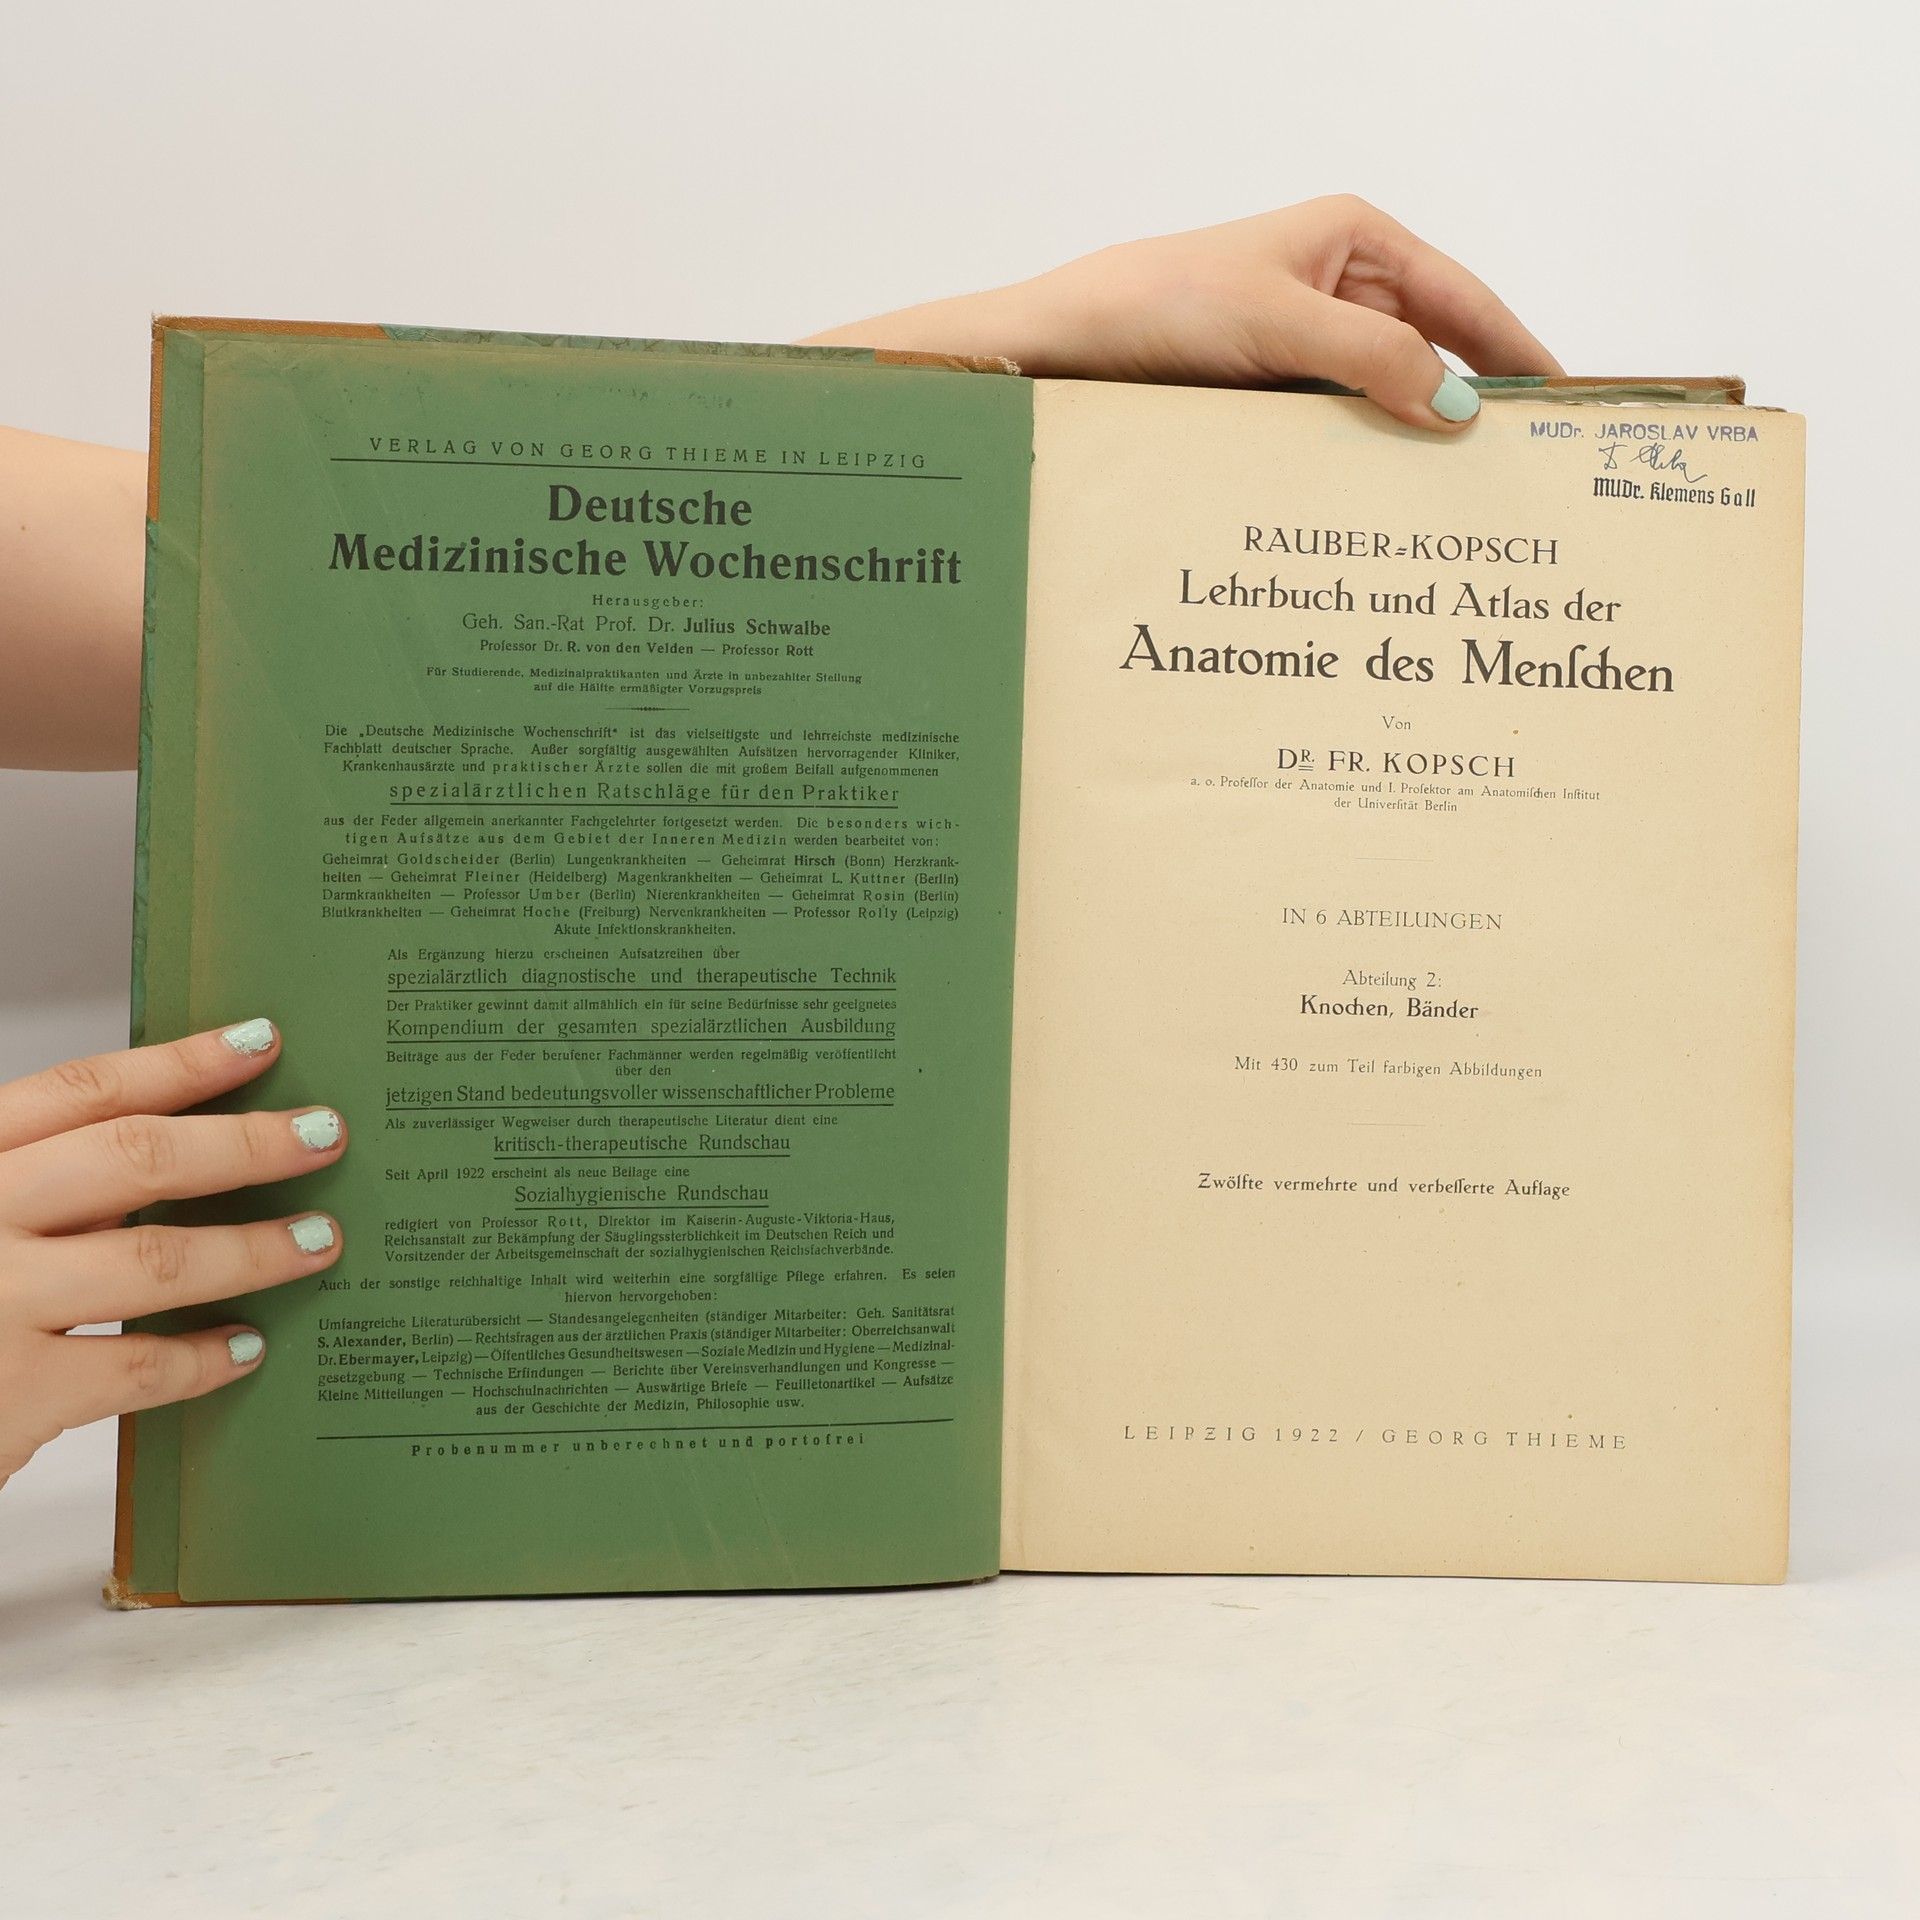 VERLAG VON GEORG THIEME IN LEIPZIG
Deutsche
Medizinische Wochenschrift
Herausgeber:
Geh. San.-Rat Prof. Dr. Julius Schwalbe
Professor Dr. R. von den Velden — Professor Rott
Für Studierende, Medizinalpraktikanten und Ärzte in unbezahlter Stellung
auf die Hälfte ermäßigter Vorzugspreis
Die „Deutsche Medizinische Wochenschrift“ ist das vielseitigste und lehrreichste medizinische
Fachblatt deutscher Sprache. Außer sorgfältig ausgewählten Aufsätzen hervorragender Kliniker,
Krankenhausärzte und praktischer Ärzte sollen die mit großem Beifall aufgenommenen
spezialärztlichen Ratschläge für den Praktiker
aus der Feder allgemein anerkannter Fachgelehrter fortgesetzt werden. Die besonders wich-
tigen Aufsätze aus dem Gebiet der Inneren Medizin werden bearbeitet von:
Geheimrat Goldscheider (Berlin) Lungenkrankheiten — Geheimrat Hirsch (Bonn) Herzkrank-
heiten — Geheimrat Fleiner (Heidelberg) Magenkrankheiten — Geheimrat L. Kuttner (Berlin)
Darmkrankheiten — Professor Umber (Berlin) Nierenkrankheiten — Geheimrat Rosin (Berlin)
Blutkrankheiten — Geheimrat Hoche (Freiburg) Nervenkrankheiten — Professor Rolly (Leipzig)
Akute Infektionskrankheiten.
Als Ergänzung hierzu erscheinen Aufsatzreihen über
spezialärztlich diagnostische und therapeutische Technik
Der Praktiker gewinnt damit allmählich ein für seine Bedürfnisse sehr geeignetes
Kompendium der gesamten spezialärztlichen Ausbildung
Beiträge aus der Feder berufener Fachmänner werden regelmäßig veröffentlicht
über den
jetzigen Stand bedeutungsvoller wissenschaftlicher Probleme
Als zuverlässiger Wegweiser durch therapeutische Literatur dient eine
kritisch-therapeutische Rundschau
Seit April 1922 erscheint als neue Beilage eine
Sozialhygienische Rundschau
redigiert von Professor Rott, Direktor im Kaiserin-Auguste-Viktoria-Haus,
Reichsanstalt zur Bekämpfung der Säuglingssterblichkeit im Deutschen Reich und
Vorsitzender der Arbeitsgemeinschaft der sozialhygienischen Reichsfachverbände.
Auch der sonstige reichhaltige Inhalt wird weiterhin eine sorgfältige Pflege erfahren. Es seien
hiervon hervorgehoben:
Umfangreiche Literaturübersicht — Standesangelegenheiten (ständiger Mitarbeiter: Geh. Sanitätsrat
S. Alexander, Berlin) — Rechtsfragen aus der ärztlichen Praxis (ständiger Mitarbeiter: Oberreichsanwalt
Dr. Ebermayer, Leipzig) — Öffentliches Gesundheitswesen — Soziale Medizin und Hygiene — Medizinal-
gesetzgebung — Technische Erfindungen — Berichte über Vereinsverhandlungen und Kongresse —
Kleine Mitteilungen — Hochschulnachrichten — Auswärtige Briefe — Feuilletonartikel — Aufsätze
aus der Geschichte der Medizin, Philosophie usw.
Probenummer unberechnet und portofrei
MUDr. JAROSLAV VRBA
MUDr. Klemens Gall
RAUBER-KOPSCH
Lehrbuch und Atlas der
Anatomie des Menſchen
Von
DR. FR. KOPSCH
a. o. Profeſſor der Anatomie und I. Proſektor am Anatomiſchen Inſtitut
der Univerſität Berlin
IN 6 ABTEILUNGEN
Abteilung 2:
Knochen, Bänder
Mit 430 zum Teil farbigen Abbildungen
Zwölfte vermehrte und verbeſſerte Auflage
LEIPZIG 1922 / GEORG THIEME